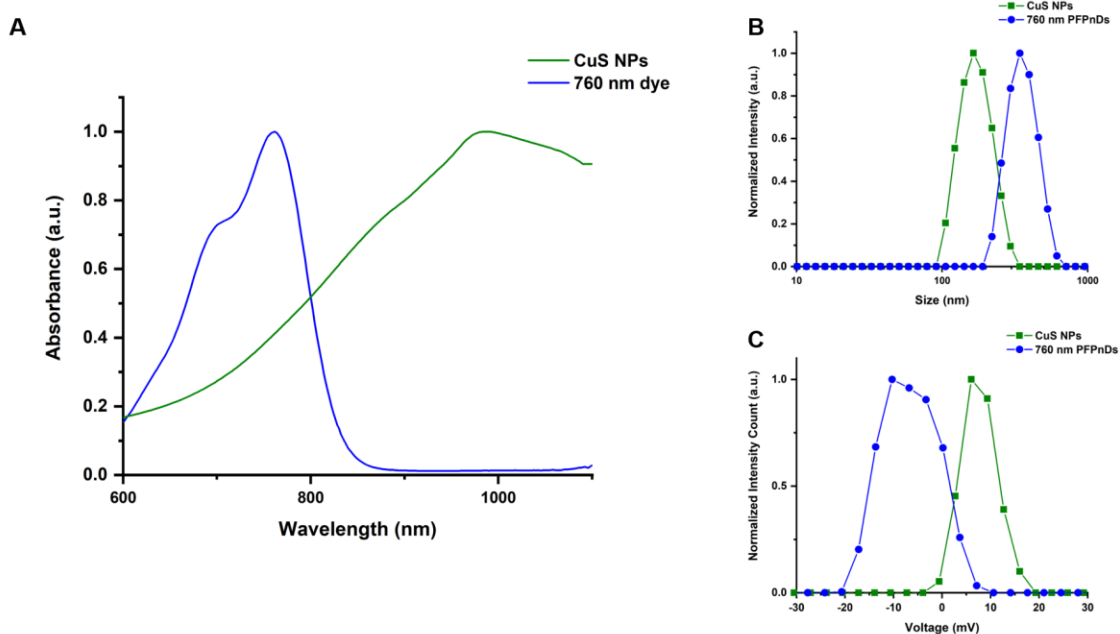 A
CuS NPs
760 nm dye
1.0
0.8
0.6
0.4
0.2
0.0
600
800
1000
Absorbance (a.u.)
Wavelength (nm)
B
CuS NPs
760 nm PFPnDs
1.0
0.8
0.6
0.4
0.2
0.0
10
100
1000
Normalized Intensity (a.u.)
Size (nm)
C
CuS NPs
760 nm PFPnDs
1.0
0.5
0.0
-30
-20
-10
0
10
20
30
Normalized Intensity Count (a.u.)
Voltage (mV)